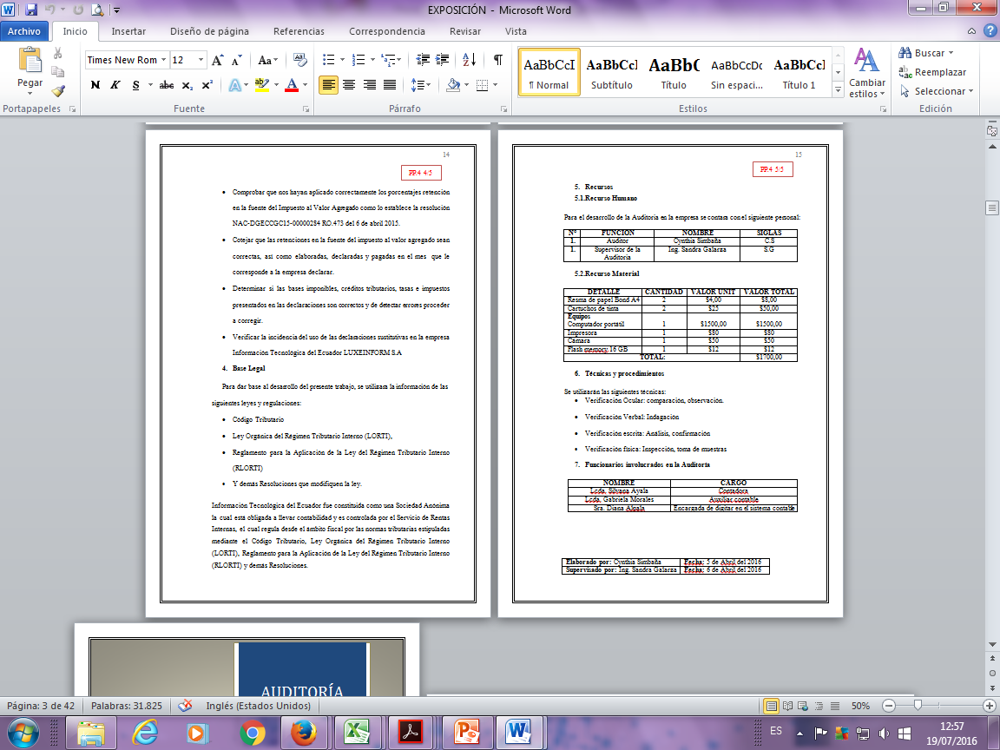 EXPOSICIÓN - Microsoft Word
Archivo Inicio Insertar Diseño de página Referencias Correspondencia Revisar Vista
Times New Rom 12
Pegar
AaBbCcI AaBbCcI AaBbC AaBbCcDc AaBbCcI
¶ Normal Subtítulo Título Sin espaci... Título 1
Cambiar estilos
Buscar
Reemplazar
Seleccionar
Portapapeles Fuente Párrafo Estilos Edición
14
PP.4 4/5
• Comprobar que nos hayan aplicado correctamente los porcentajes retención
en la fuente del Impuesto al Valor Agregado como lo establece la resolución
NAC-DGECCGC15-00000284 RO.473 del 6 de abril 2015.
• Cotejar que las retenciones en la fuente del impuesto al valor agregado sean
correctas, así como elaboradas, declaradas y pagadas en el mes que le
corresponde a la empresa declarar.
• Determinar si las bases imponibles, créditos tributarios, tasas e impuestos
presentados en las declaraciones son correctos y de detectar errores proceder
a corregir.
• Verificar la incidencia del uso de las declaraciones sustitutivas en la empresa
Información Tecnológica del Ecuador LUXEINFORM S.A
4. Base Legal
Para dar base al desarrollo del presente trabajo, se utilizara la información de las
siguientes leyes y regulaciones:
• Código Tributario
• Ley Orgánica del Régimen Tributario Interno (LORTI),
• Reglamento para la Aplicación de la Ley del Régimen Tributario Interno
(RLORTI)
• Y demás Resoluciones que modifiquen la ley.
Información Tecnológica del Ecuador fue constituida como una Sociedad Anónima
la cual está obligada a llevar contabilidad y es controlada por el Servicio de Rentas
Internas, el cual regula desde el ámbito fiscal por las normas tributarias estipuladas
mediante el Código Tributario, Ley Orgánica del Régimen Tributario Interno
(LORTI), Reglamento para la Aplicación de la Ley del Régimen Tributario Interno
(RLORTI) y demás Resoluciones.
15
PP.4 5/5
5. Recursos
5.1.Recurso Humano
Para el desarrollo de la Auditoría en la empresa se contara con el siguiente personal:
Nº FUNCION NOMBRE SIGLAS
1. Auditor Cynthia Simbaña C.S
1. Supervisor de la Auditoría Ing. Sandra Galarza S.G
5.2.Recurso Material
DETALLE CANTIDAD VALOR UNIT VALOR TOTAL
Resma de papel Bond A4 2 $4,00 $8,00
Cartuchos de tinta 2 $25 $50,00
Equipos
Computador portátil 1 $1500,00 $1500,00
Impresora 1 $80 $80
Cámara 1 $50 $50
Flash memory 16 GB 1 $12 $12
TOTAL: $1700,00
6. Técnicas y procedimientos
Se utilizarán las siguientes técnicas:
• Verificación Ocular: comparación, observación.
• Verificación Verbal: Indagación
• Verificación escrita: Análisis, confirmación
• Verificación física: Inspección, toma de muestras
7. Funcionarios involucrados en la Auditoría
NOMBRE CARGO
Lcda. Silvana Ayala Contadora
Lcda. Gabriela Morales Auxiliar contable
Sra. Diana Alpala Encargada de digitar en el sistema contable
Elaborado por: Cynthia Simbaña Fecha: 5 de Abril del 2016
Supervisado por: Ing. Sandra Galarza Fecha: 6 de Abril del 2016
AUDITORÍA
Página: 3 de 42 Palabras: 31.825 Inglés (Estados Unidos) 50%
ES 12:57
19/07/2016